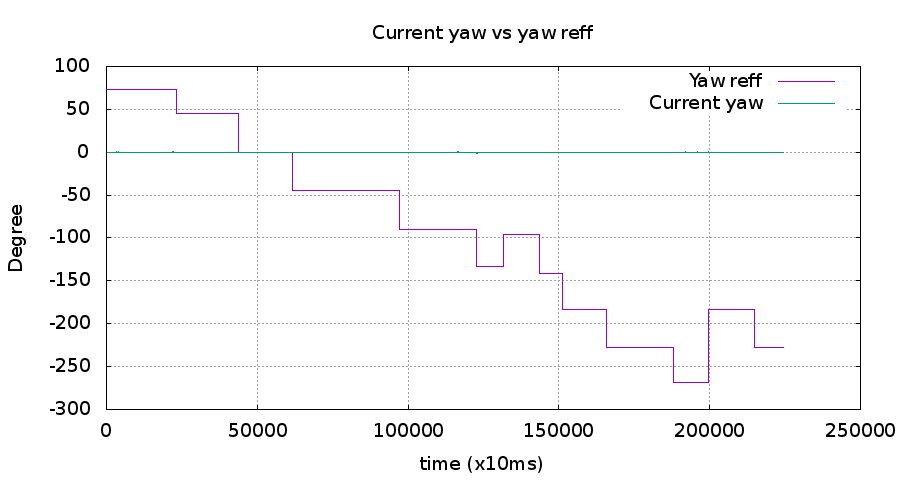 Current yaw vs yaw reff
Yaw reff
Current yaw
100
50
0
-50
-100
-150
-200
-250
-300
Degree
0 50000 100000 150000 200000 250000
time (x10ms)